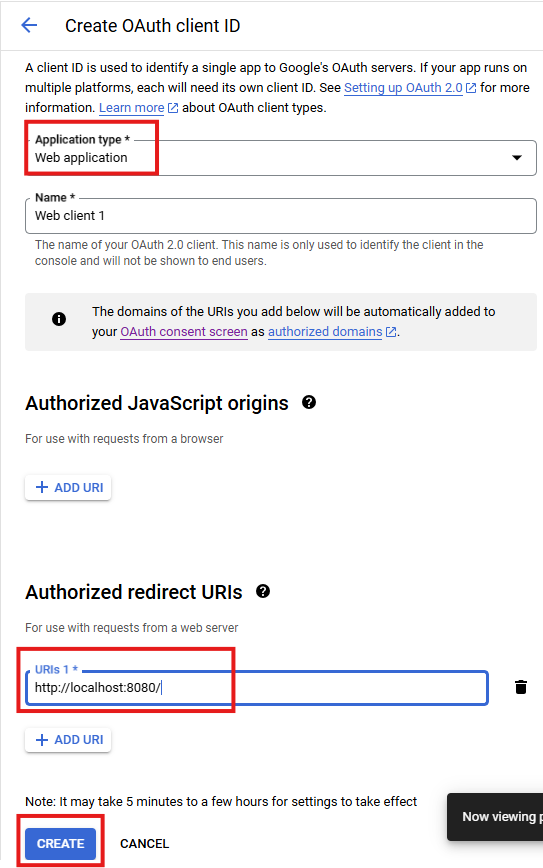 Create OAuth client ID
A client ID is used to identify a single app to Google's OAuth servers. If your app runs on
multiple platforms, each will need its own client ID. See Setting up OAuth 2.0 for more
information. Learn more about OAuth client types.
Application type *
Web application
Name *
Web client 1
The name of your OAuth 2.0 client. This name is only used to identify the client in the
console and will not be shown to end users.
The domains of the URIs you add below will be automatically added to
your OAuth consent screen as authorized domains.
Authorized JavaScript origins
For use with requests from a browser
+ ADD URI
Authorized redirect URIs
For use with requests from a web server
URIs 1 *
http://localhost:8080/
+ ADD URI
Note: It may take 5 minutes to a few hours for settings to take effect
Now viewing
CREATE CANCEL